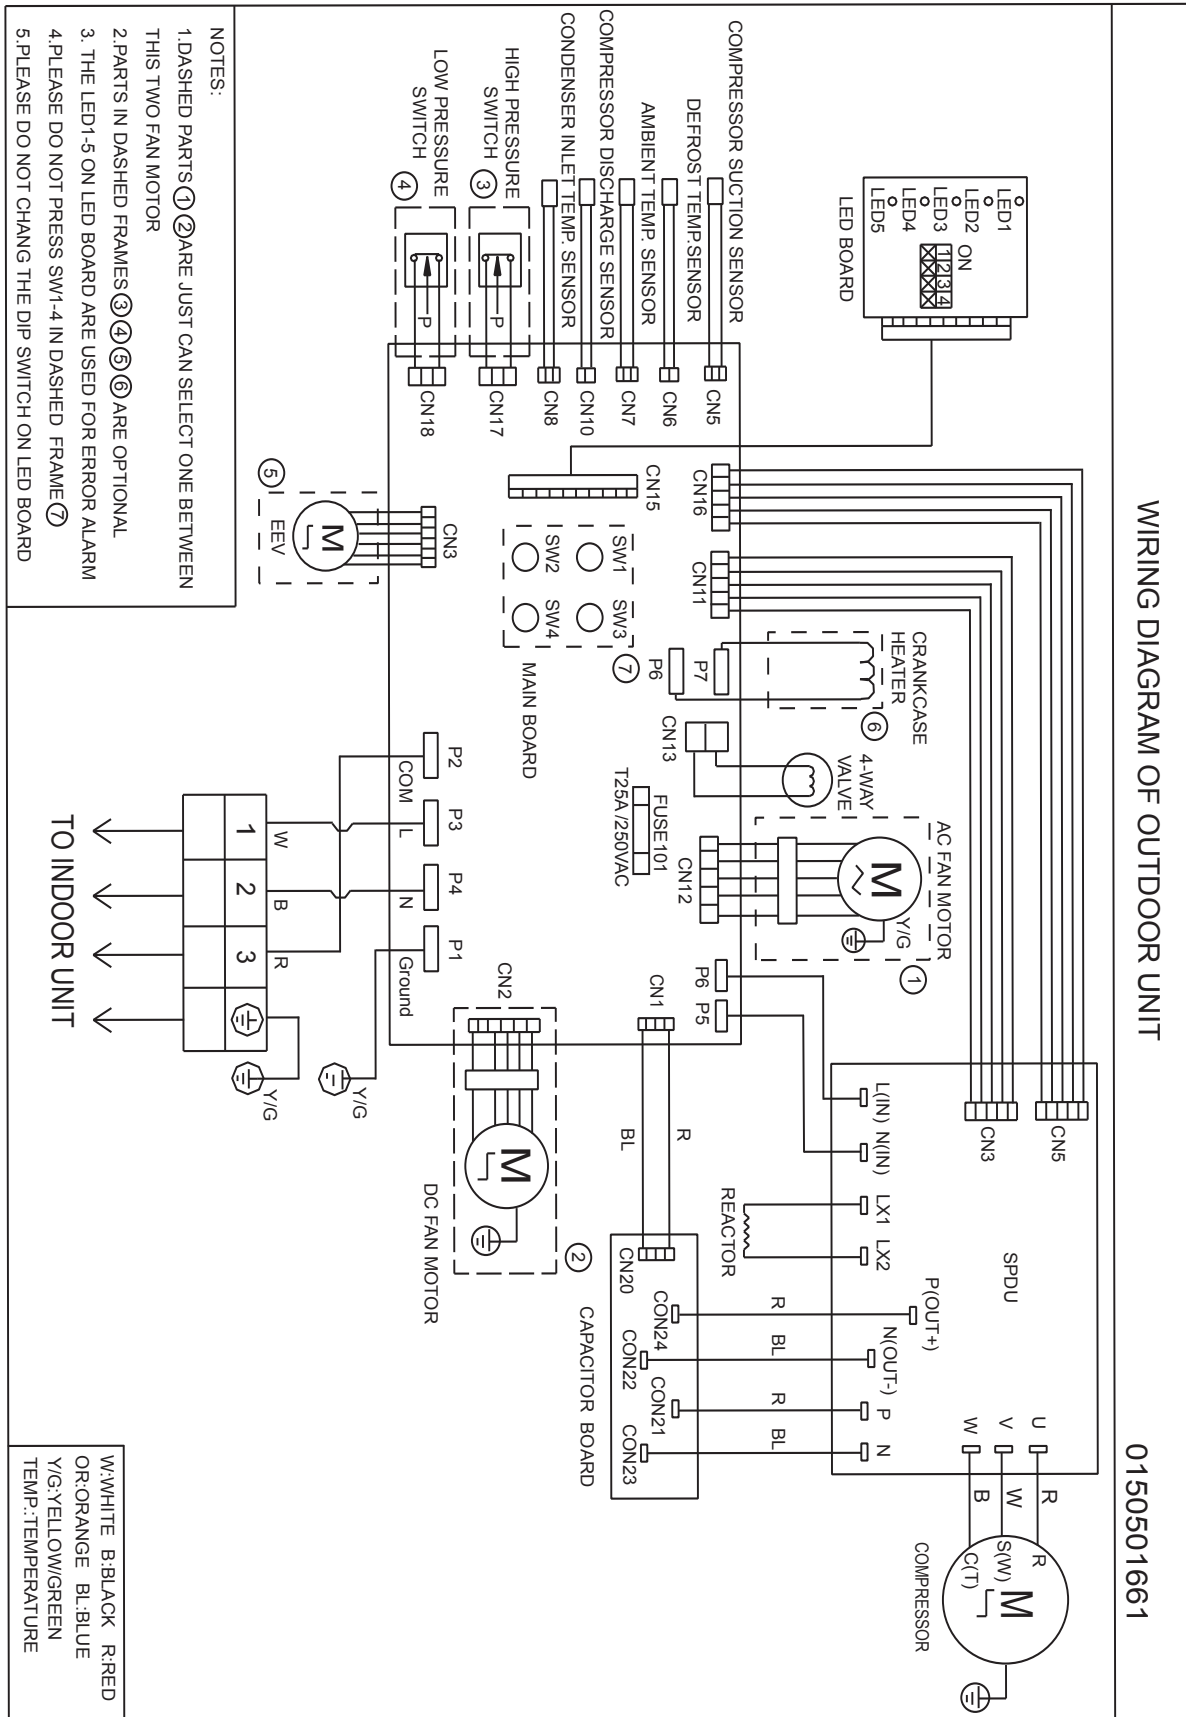 WIRING DIAGRAM OF OUTDOOR UNIT
0150501661
LED1
LED2
LED3
LED4
LED5
ON
1 2 3 4
LED BOARD
COMPRESSOR SUCTION SENSOR
DEFROST TEMP.SENSOR
AMBIENT TEMP. SENSOR
COMPRESSOR DISCHARGE SENSOR
CONDENSER INLET TEMP. SENSOR
HIGH PRESSURE
SWITCH
3
LOW PRESSURE
SWITCH
4
P
P
CN5
CN6
CN7
CN10
CN8
CN17
CN18
CN15
CN16
CN11
CN3
5
M
EEV
SW1
SW2
SW3
SW4
7
MAIN BOARD
P7
P6
CRANKCASE
HEATER
6
CN13
4-WAY
VALVE
FUSE101
T25A /250VAC
AC FAN MOTOR
M
Y/G
1
CN12
P2
COM
P3
L
P4
N
P1
Ground
P6
P5
CN1
CN2
M
DC FAN MOTOR
2
1
2
3
W
B
R
Y/G
Y/G
TO INDOOR UNIT
R
BL
CN5
CN3
SPDU
L(IN)
N(IN)
LX1
LX2
REACTOR
P(OUT+)
N(OUT-)
P
N
R
BL
R
BL
CN20
CON24
CON22
CON21
CON23
CAPACITOR BOARD
U
V
W
R
W
B
R
S(W)
C(T)
M
COMPRESSOR
NOTES:
1.DASHED PARTS 1 2 ARE JUST CAN SELECT ONE BETWEEN
THIS TWO FAN MOTOR
2.PARTS IN DASHED FRAMES 3 4 5 6 ARE OPTIONAL
3. THE LED1-5 ON LED BOARD ARE USED FOR ERROR ALARM
4.PLEASE DO NOT PRESS SW1-4 IN DASHED FRAME 7
5.PLEASE DO NOT CHANG THE DIP SWITCH ON LED BOARD
W:WHITE B:BLACK R:RED
OR:ORANGE BL:BLUE
Y/G:YELLOW/GREEN
TEMP.:TEMPERATURE